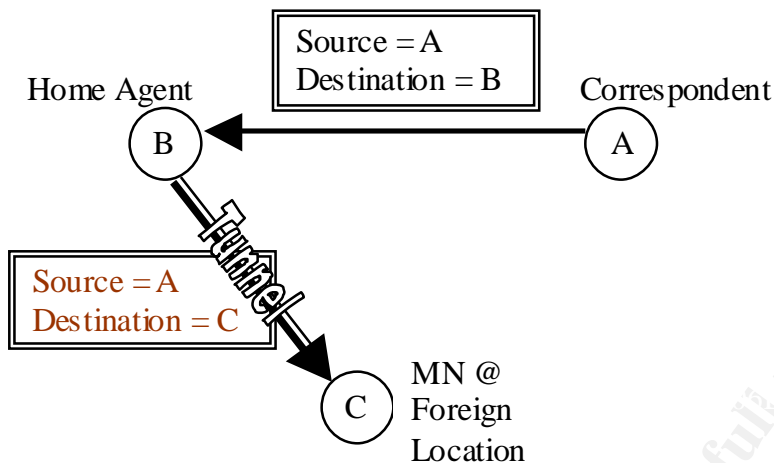 Source = A
Destination = B
Home Agent
Correspondent
B
A
Tunnel
Source = A
Destination = C
C
MN @
Foreign
Location